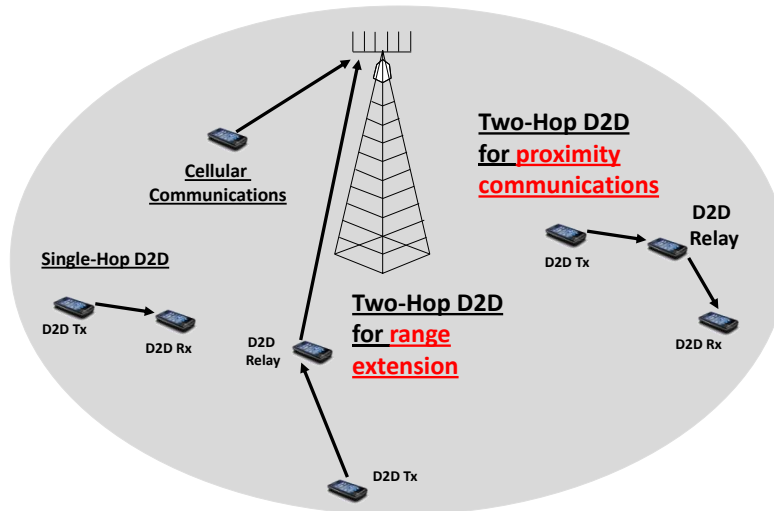 Two-Hop D2D
for proximity
communications
Cellular
Communications
D2D
Relay
D2D Tx
Single-Hop D2D
D2D Tx
D2D Rx
Two-Hop D2D
for range
extension
D2D
Relay
D2D Rx
D2D Tx